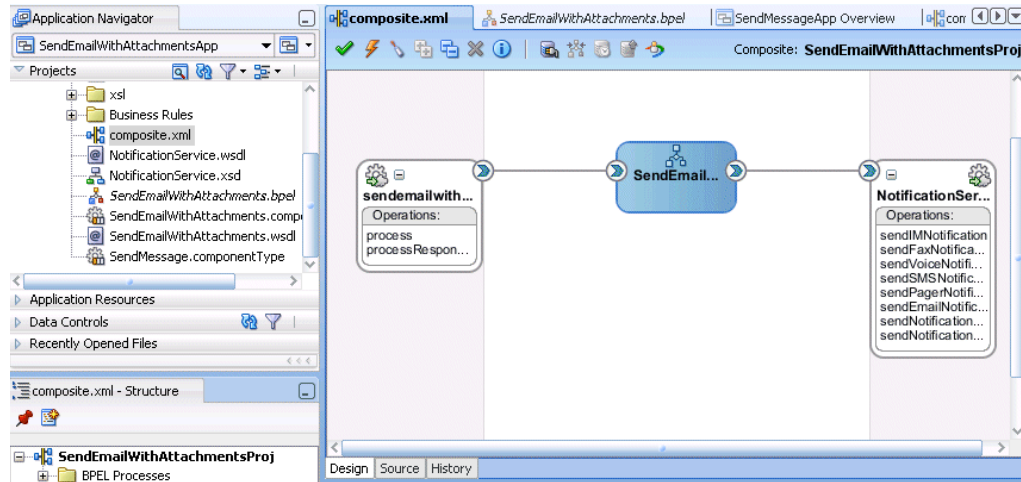 Application Navigator
SendEmailWithAttachmentsApp
Projects
xsl
Business Rules
composite.xml
NotificationService.wsdl
NotificationService.xsd
SendEmailWithAttachments.bpel
SendEmailWithAttachments.compo
SendEmailWithAttachments.wsdl
SendMessage.componentType
Application Resources
Data Controls
Recently Opened Files
composite.xml - Structure
SendEmailWithAttachmentsProj
BPEL Processes
composite.xml
SendEmailWithAttachments.bpel
SendMessageApp Overview
com
Composite: SendEmailWithAttachmentsProj
sendemailwith...
Operations:
process
processRespon...
SendEmail...
NotificationSer...
Operations:
sendIMNotification
sendFaxNotifica...
sendVoiceNotifi...
sendSMSNotific...
sendPagerNotifi...
sendEmailNotific...
sendNotification...
sendNotification...
Design Source History